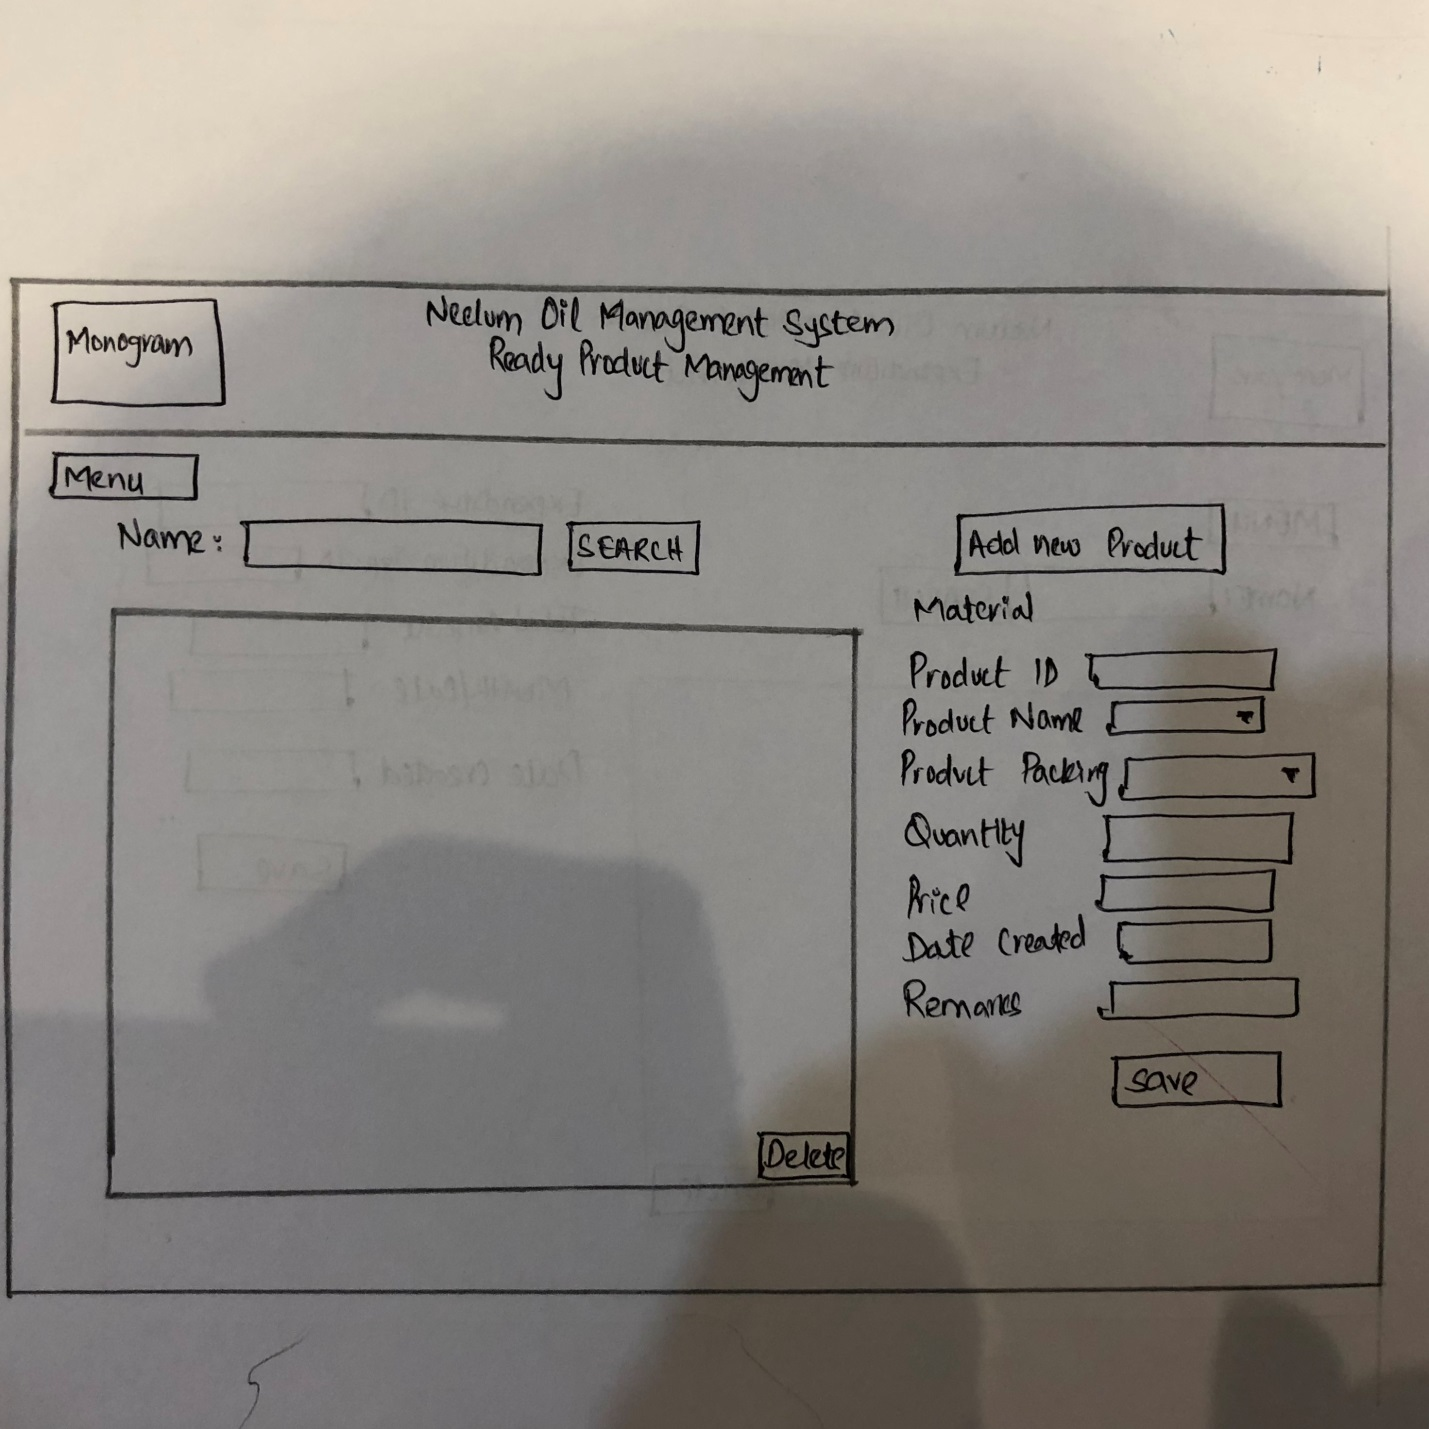 Monogram
Neelum Oil Management System
Ready Product Management
Menu
Name:
SEARCH
Add new Product
Material
Product ID
Product Name
Product Packing
Quantity
Price
Date Created
Remarks
save
Delete